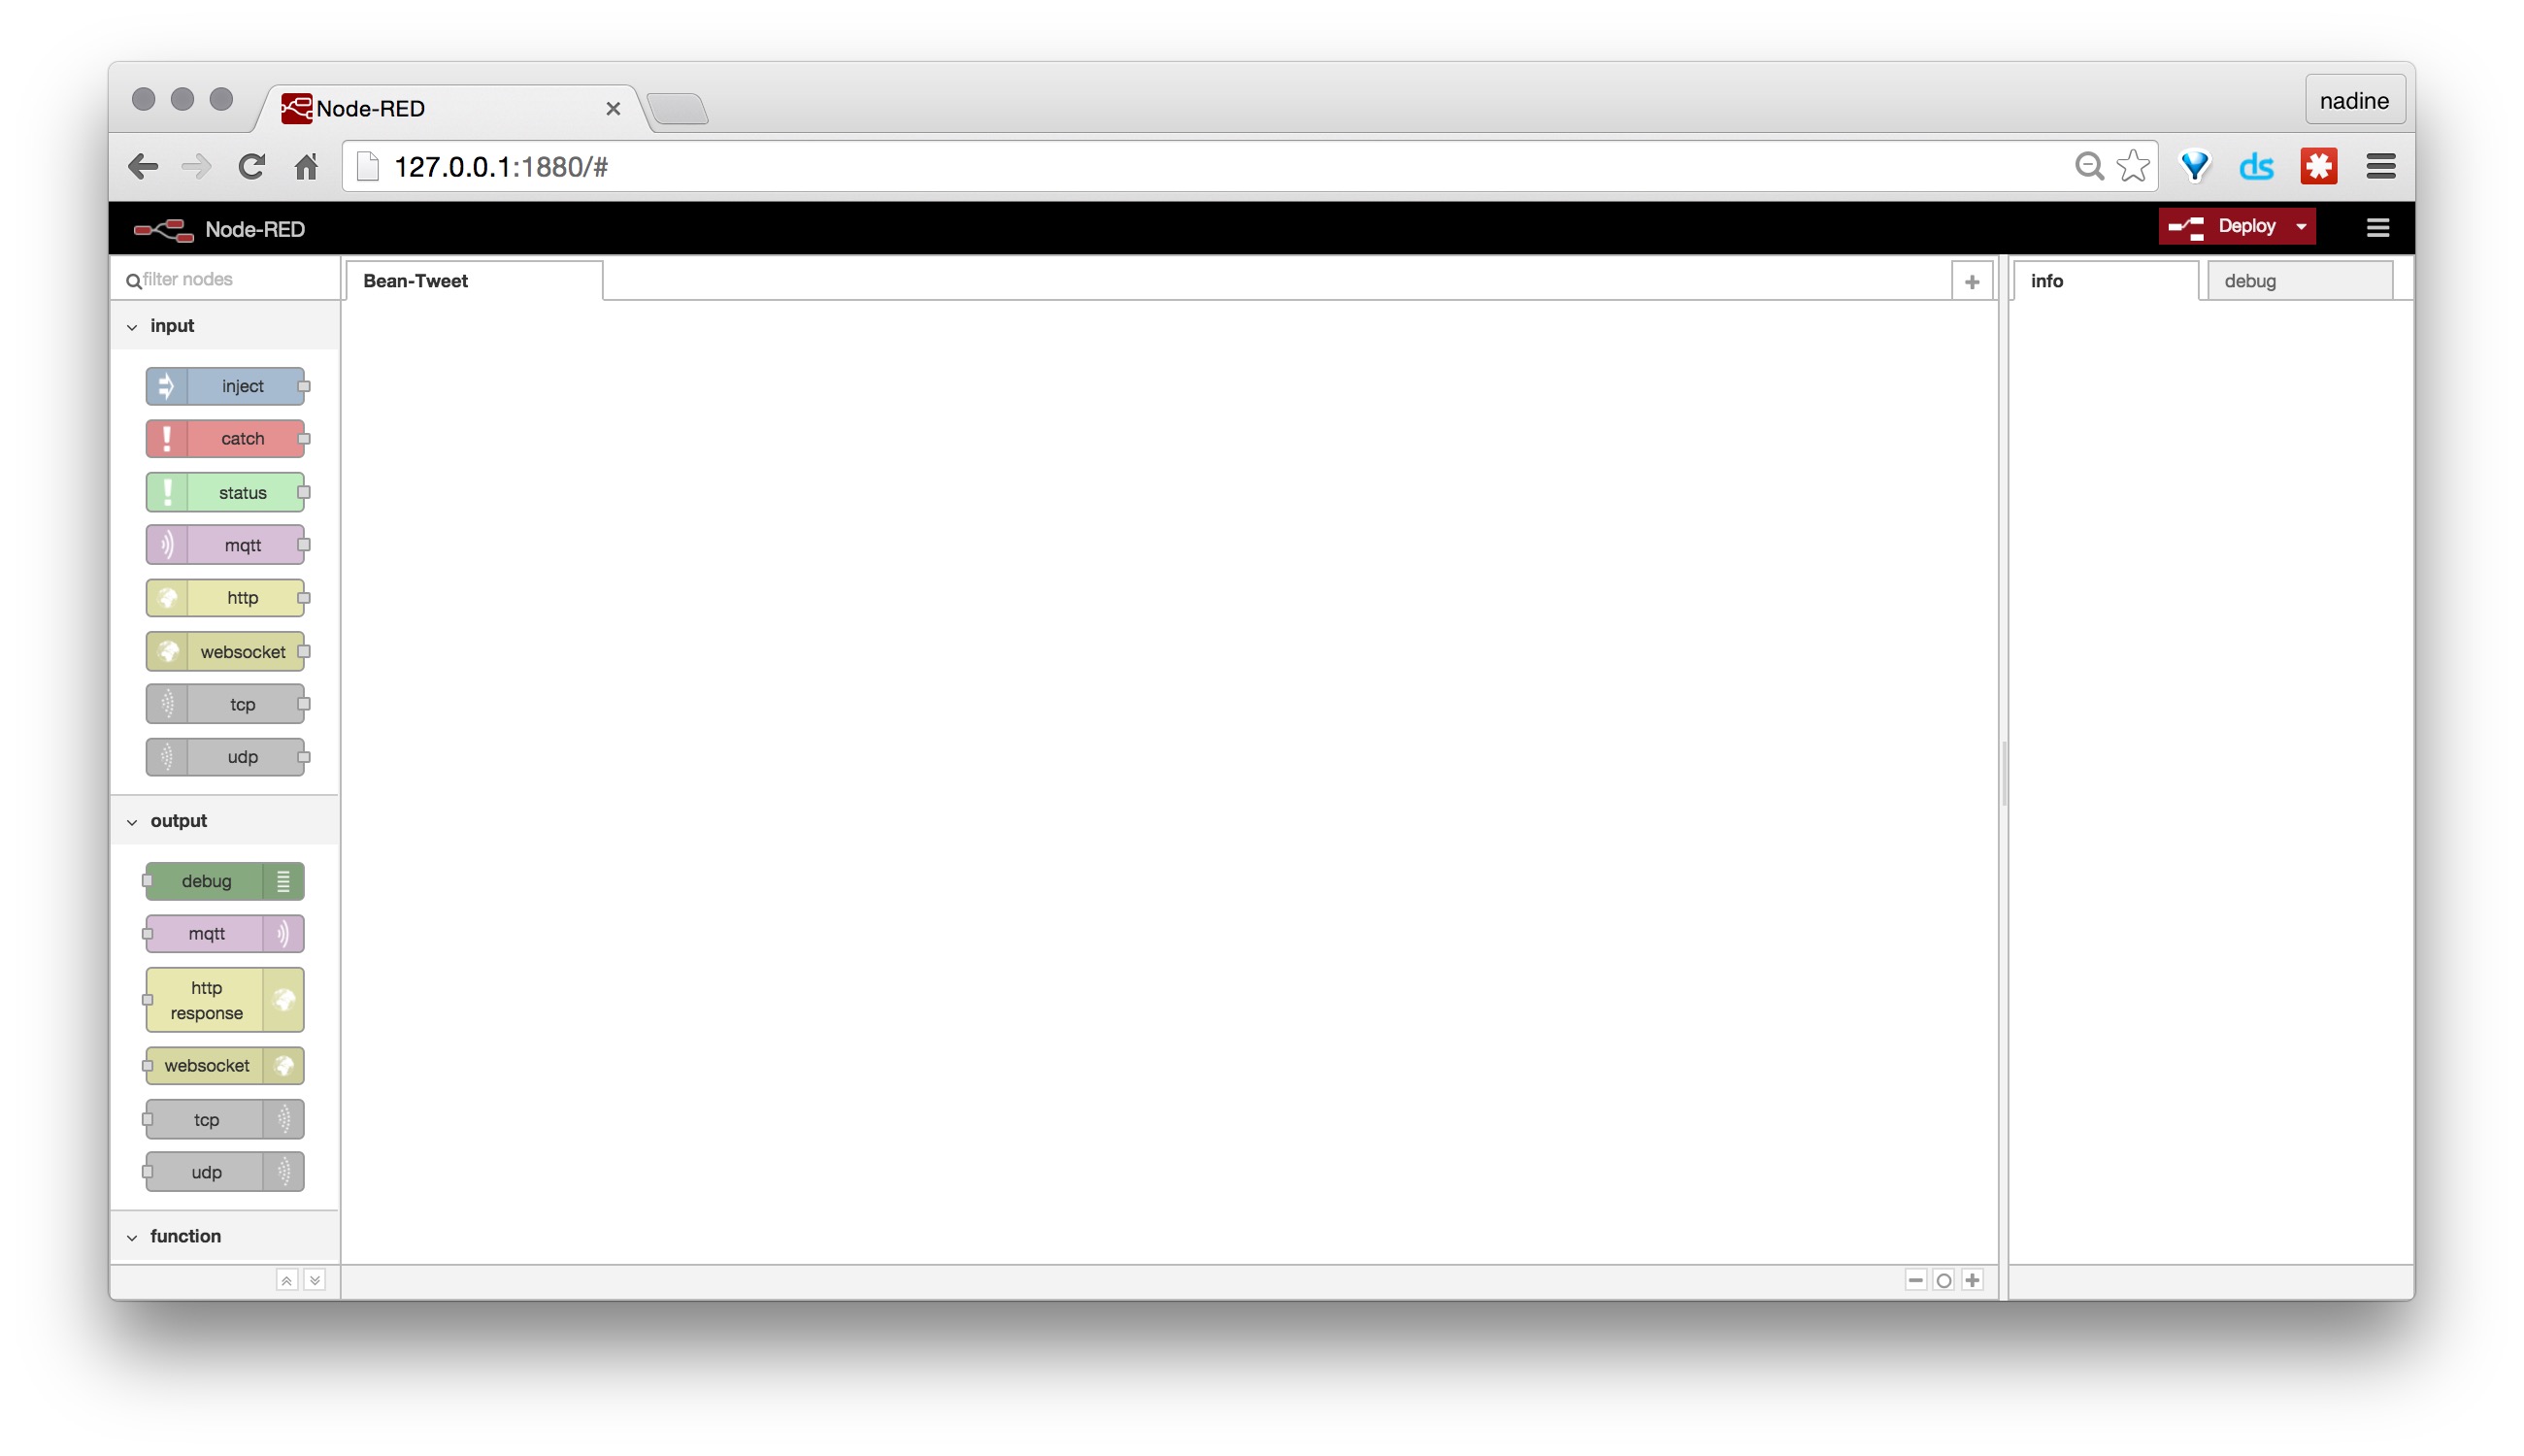 Node-RED
nadine
127.0.0.1:1880/#
ds
Node-RED
Deploy
filter nodes
Bean-Tweet
info
debug
input
inject
catch
status
mqtt
http
websocket
tcp
udp
output
debug
mqtt
http
response
websocket
tcp
udp
function